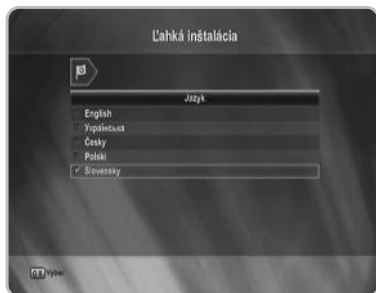 Ľahká inštalácia
Jazyk
English
Українська
Česky
Polski
Slovensky
OK Výber